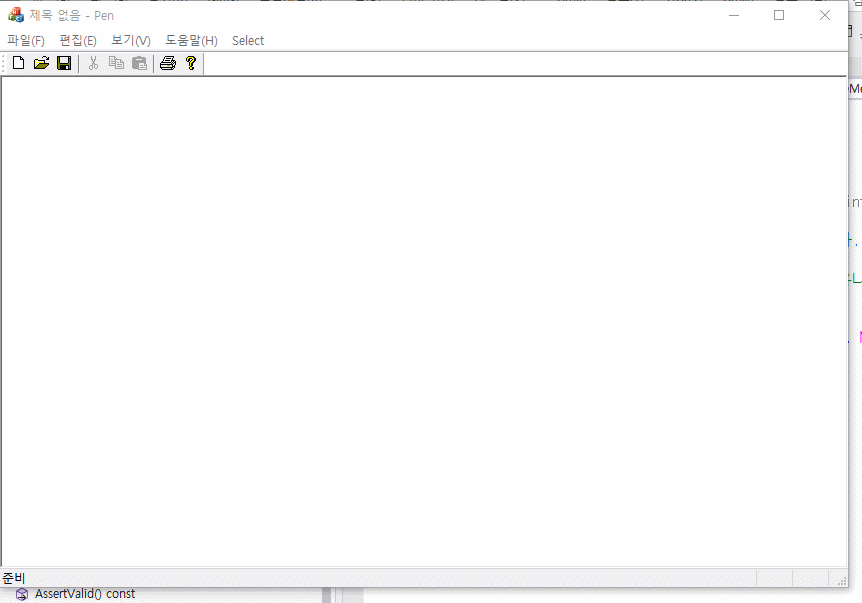 제목 없음 - Pen
파일(F) 편집(E) 보기(V) 도움말(H) Select
준비
AssertValid() const